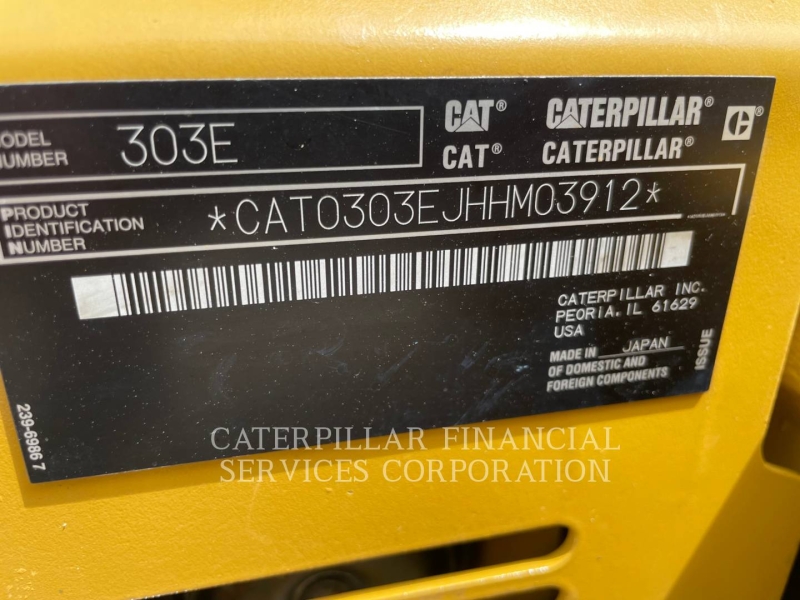 MODEL NUMBER 303E
CAT® CATERPILLAR®
CAT® CATERPILLAR®
PRODUCT IDENTIFICATION NUMBER *CAT0303EJHHM03912*
CATERPILLAR INC.
PEORIA, IL 61629
USA
MADE IN JAPAN
OF DOMESTIC AND
FOREIGN COMPONENTS
ISSUE
239-6986 7
CATERPILLAR FINANCIAL
SERVICES CORPORATION